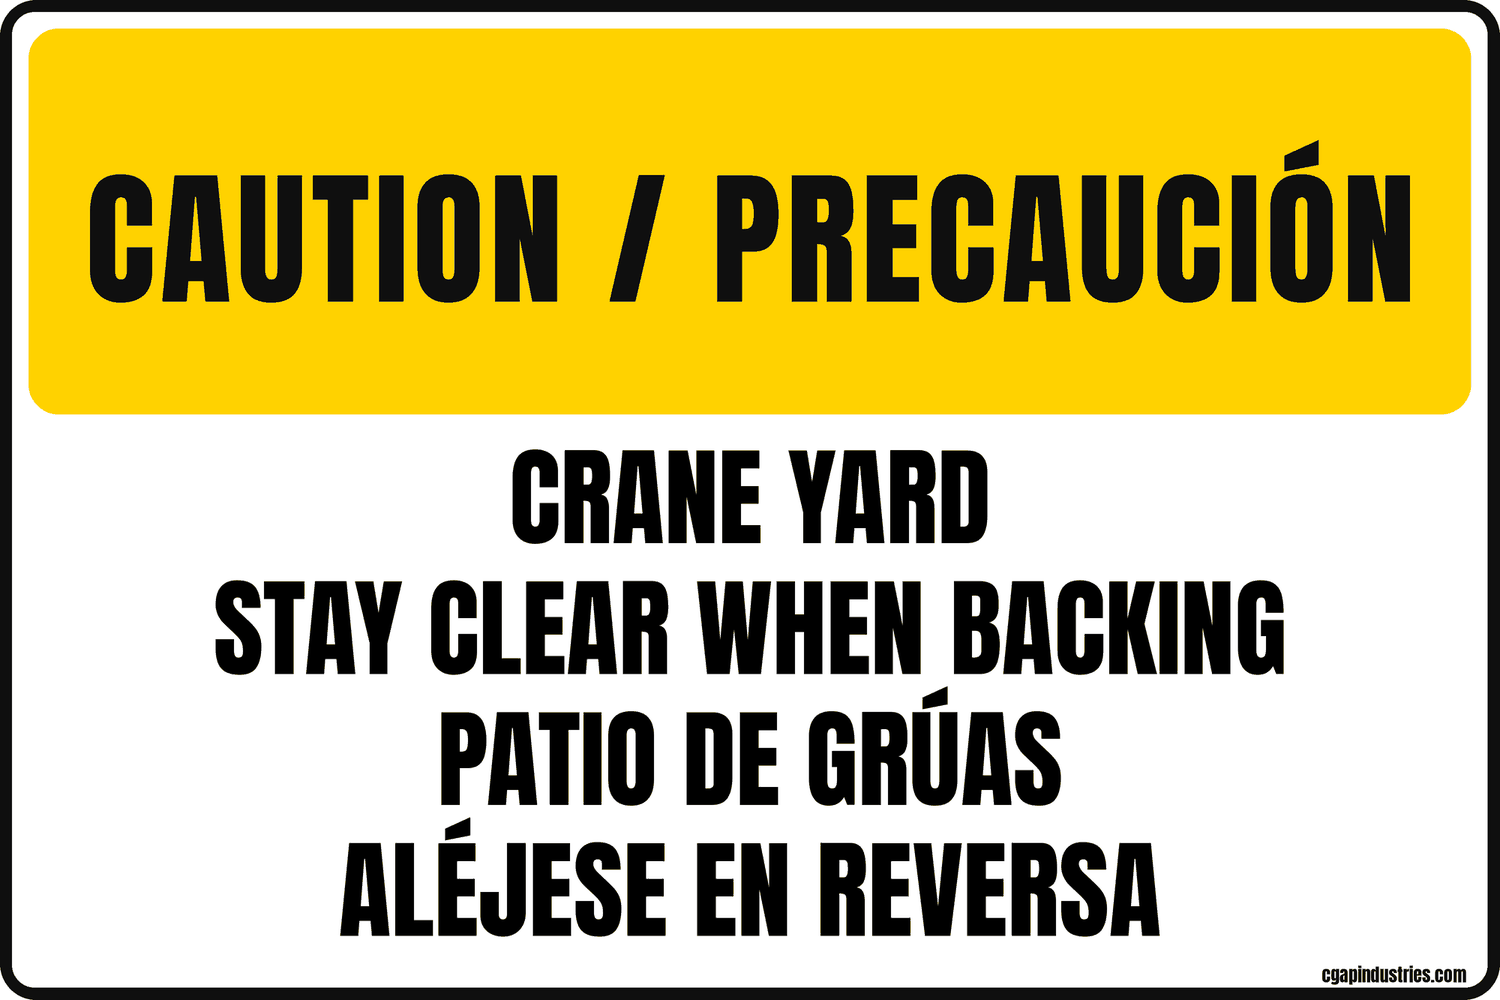 CAUTION / PRECAUCIÓN
CRANE YARD
STAY CLEAR WHEN BACKING
PATIO DE GRÚAS
ALÉJESE EN REVERSA
cgapindustries.com